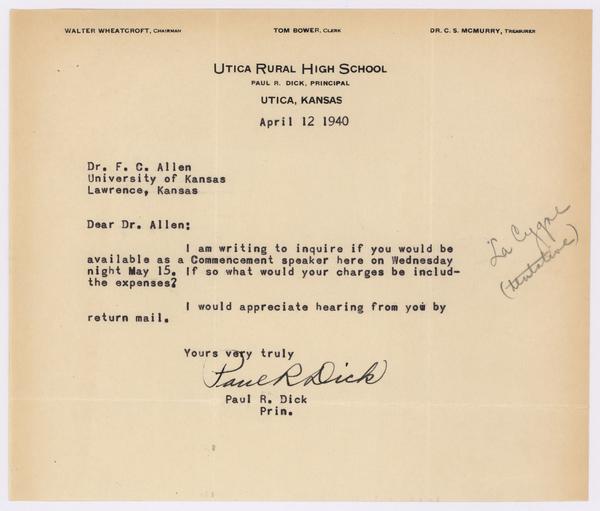 WALTER WHEATCROFT, CHAIRMAN TOM BOWER, CLERK DR. C. S. MCMURRY, TREASURER
UTICA RURAL HIGH SCHOOL
PAUL R. DICK, PRINCIPAL
UTICA, KANSAS
April 12 1940
Dr. F. C. Allen
University of Kansas
Lawrence, Kansas
Dear Dr. Allen:
I am writing to inquire if you would be
available as a Commencement speaker here on Wednesday
night May 15. If so what would your charges be includ-
the expenses?
I would appreciate hearing from you by
return mail.
Yours very truly
Paul R Dick
Paul R. Dick
Prin.
La Cygne
(tentative)